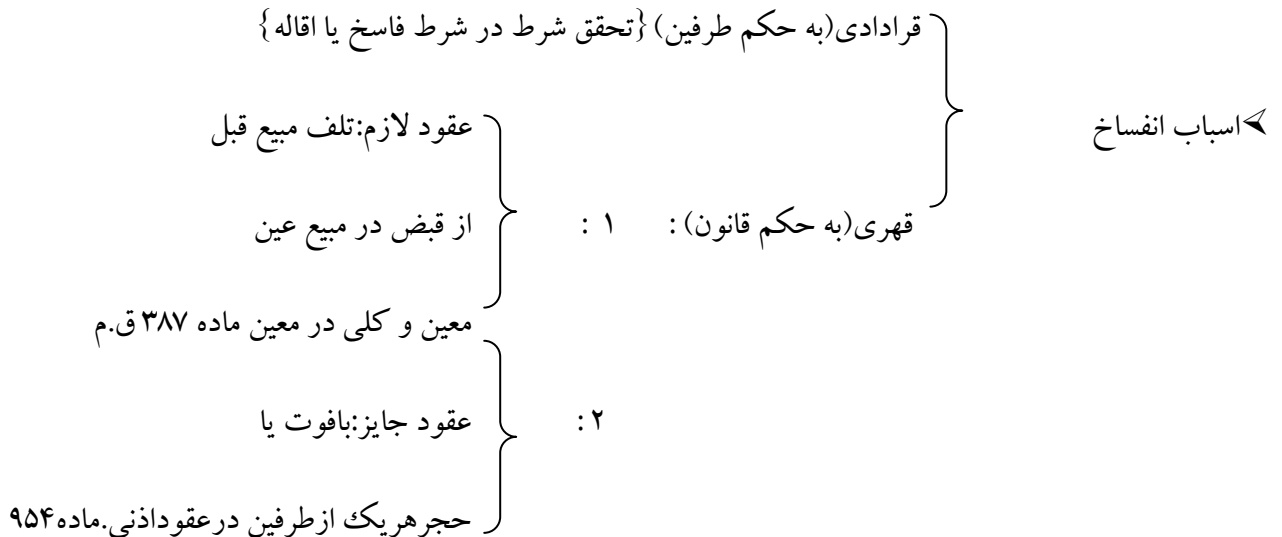 قرادادی(به حکم طرفین) {تحقق شرط در شرط فاسخ یا اقاله}
➢اسباب انفساخ
عقود لازم:تلف مبیع قبل
قهری(به حکم قانون) : ۱ : از قبض در مبیع عین
معین و کلی در معین ماده ۳۸۷ ق.م
۲ : عقود جایز:بافوت یا
حجرهریک ازطرفین درعقوداذنی.ماده۹۵۴